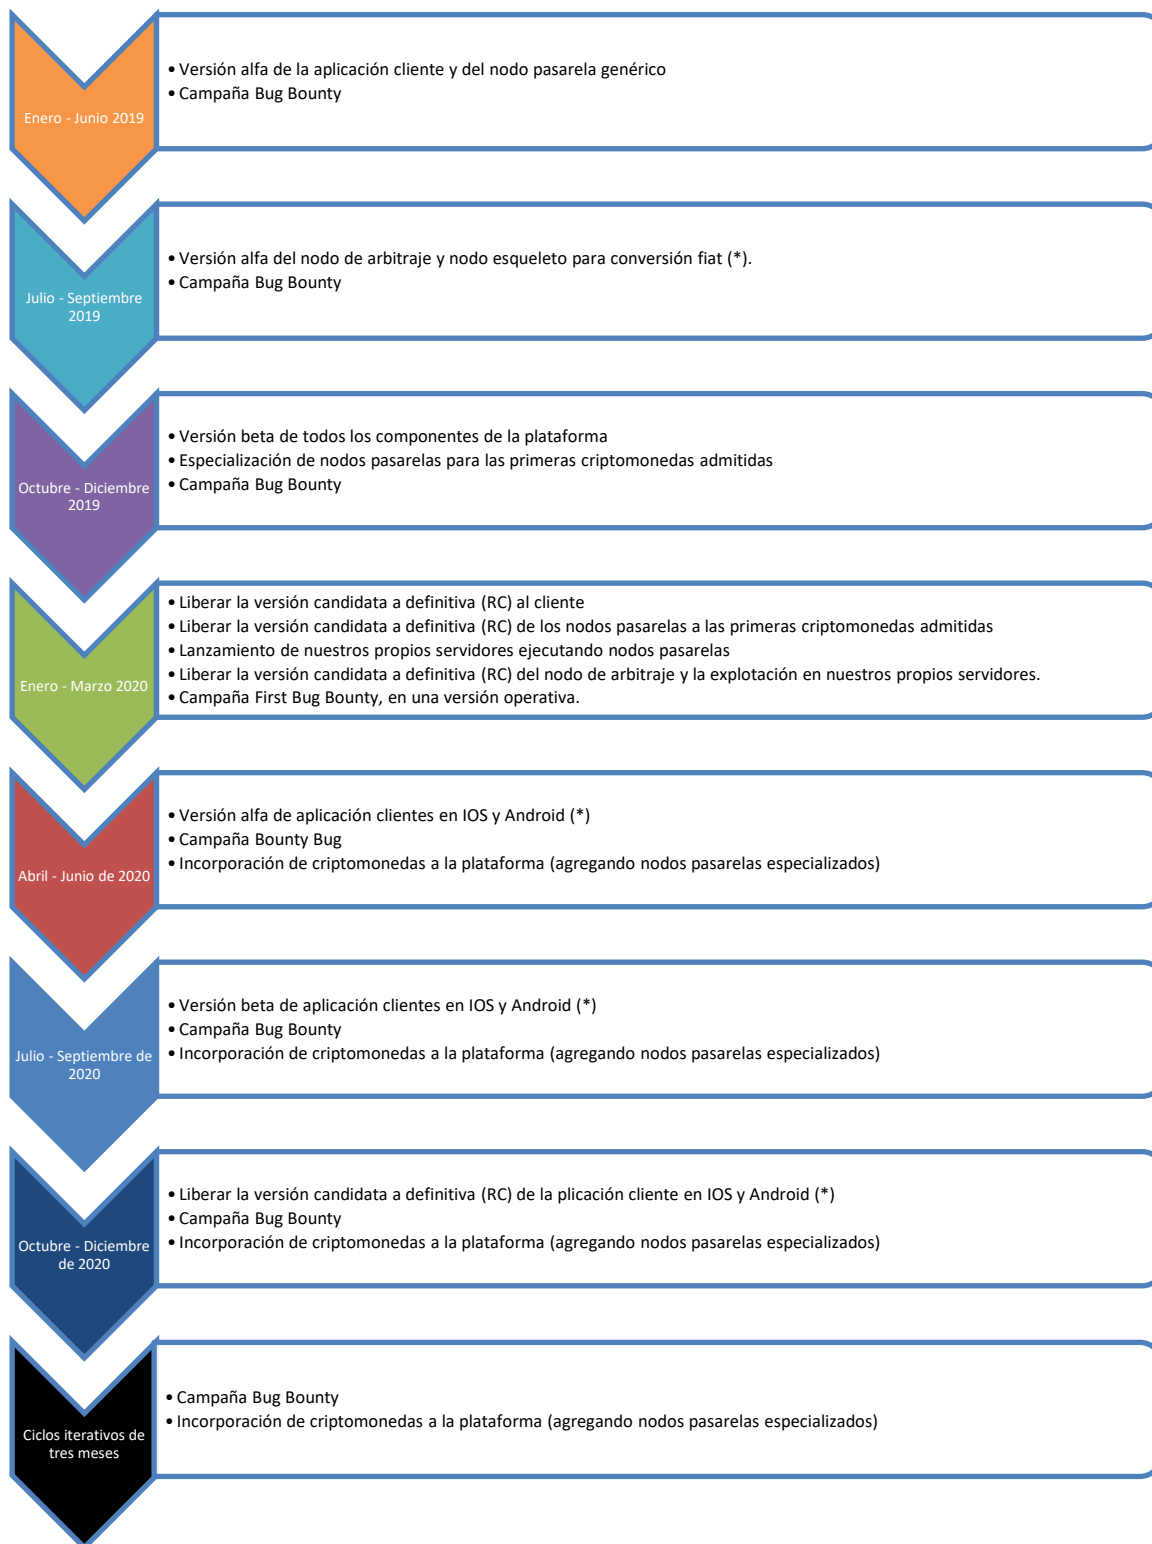 Enero - Junio 2019
• Versión alfa de la aplicación cliente y del nodo pasarela genérico
• Campaña Bug Bounty
Julio - Septiembre
2019
• Versión alfa del nodo de arbitraje y nodo esqueleto para conversión fiat (*).
• Campaña Bug Bounty
Octubre - Diciembre
2019
• Versión beta de todos los componentes de la plataforma
• Especialización de nodos pasarelas para las primeras criptomonedas admitidas
• Campaña Bug Bounty
Enero - Marzo 2020
• Liberar la versión candidata a definitiva (RC) al cliente
• Liberar la versión candidata a definitiva (RC) de los nodos pasarelas a las primeras criptomonedas admitidas
• Lanzamiento de nuestros propios servidores ejecutando nodos pasarelas
• Liberar la versión candidata a definitiva (RC) del nodo de arbitraje y la explotación en nuestros propios servidores.
• Campaña First Bug Bounty, en una versión operativa.
Abril - Junio de 2020
• Versión alfa de aplicación clientes en IOS y Android (*)
• Campaña Bounty Bug
• Incorporación de criptomonedas a la plataforma (agregando nodos pasarelas especializados)
Julio - Septiembre de
2020
• Versión beta de aplicación clientes en IOS y Android (*)
• Campaña Bug Bounty
• Incorporación de criptomonedas a la plataforma (agregando nodos pasarelas especializados)
Octubre - Diciembre
de 2020
• Liberar la versión candidata a definitiva (RC) de la plicación cliente en IOS y Android (*)
• Campaña Bug Bounty
• Incorporación de criptomonedas a la plataforma (agregando nodos pasarelas especializados)
Ciclos iterativos de
tres meses
• Campaña Bug Bounty
• Incorporación de criptomonedas a la plataforma (agregando nodos pasarelas especializados)